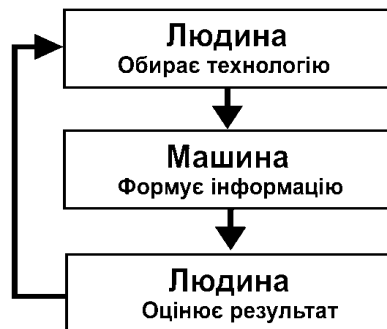 Людина
Обирає технологію
Машина
Формує інформацію
Людина
Оцінює результат